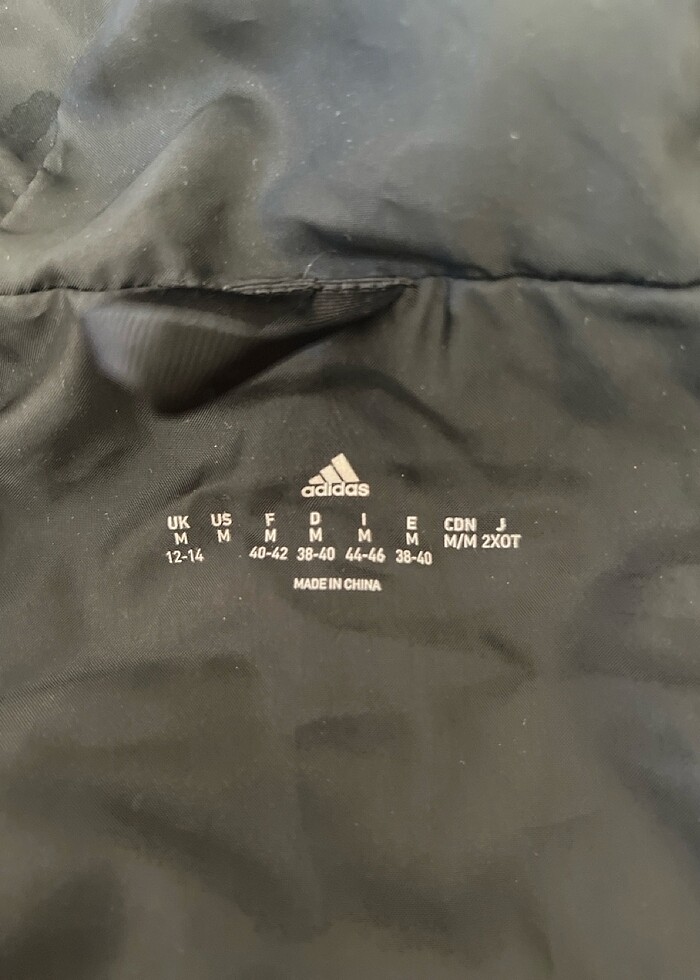 adidas
UK US F D I E CDN J
M M M M M M M/M 2XOT
12-14 40-42 38-40 44-46 38-40
MADE IN CHINA